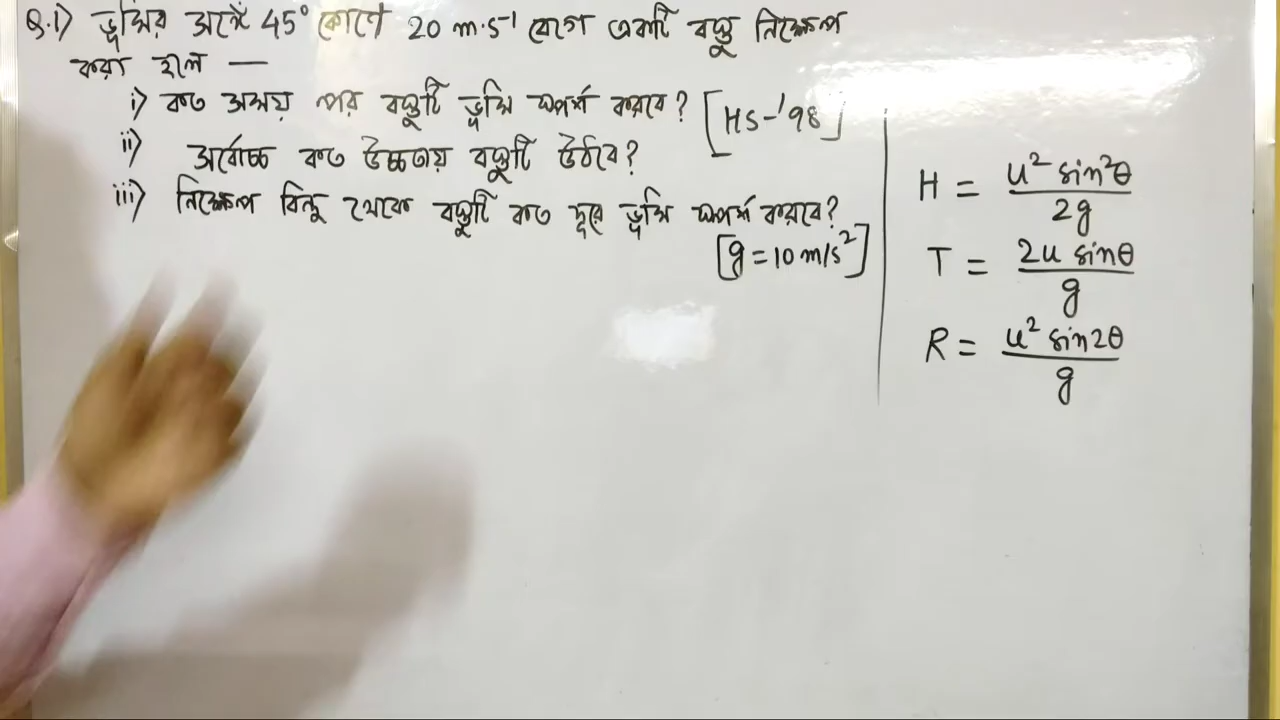 Q.1) ভূমির সঙ্গে 45° কোণে 20 m·s⁻¹ বেগে একটি বস্তু নিক্ষেপ
করা হলে —
i) কত সময় পর বস্তুটি ভূমি স্পর্শ করবে? [HS-'98]
ii) সর্বোচ্চ কত উচ্চতায় বস্তুটি উঠবে?
iii) নিক্ষেপ বিন্দু থেকে বস্তুটি কত দূরে ভূমি স্পর্শ করবে?
[g = 10 m/s²]
H = u² sin²θ / 2g
T = 2u sinθ / g
R = u² sin2θ / g